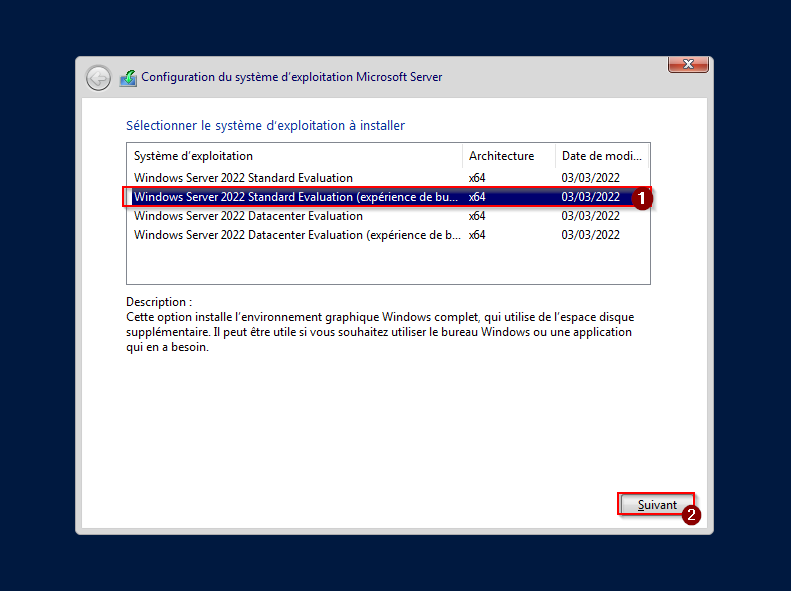 Configuration du système d'exploitation Microsoft Server
Sélectionner le système d'exploitation à installer
Système d'exploitation Architecture Date de modi...
Windows Server 2022 Standard Evaluation x64 03/03/2022
Windows Server 2022 Standard Evaluation (expérience de bu... x64 03/03/2022 1
Windows Server 2022 Datacenter Evaluation x64 03/03/2022
Windows Server 2022 Datacenter Evaluation (expérience de b... x64 03/03/2022
Description :
Cette option installe l'environnement graphique Windows complet, qui utilise de l'espace disque
supplémentaire. Il peut être utile si vous souhaitez utiliser le bureau Windows ou une application
qui en a besoin.
Suivant 2